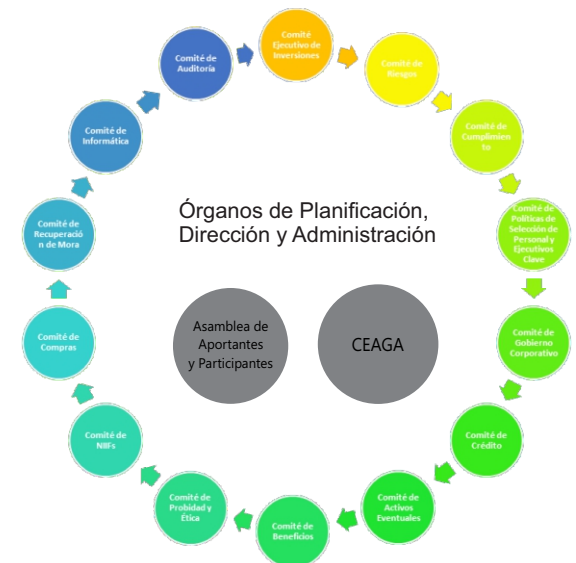 Comité
Ejecutivo de
Inversiones
Comité de
Riesgos
Comité de
Cumplimien
to
Comité de
Políticas de
Selección de
Personal y
Ejecutivos
Clave
Comité de
Gobierno
Corporativo
Comité de
Crédito
Comité de
Activos
Eventuales
Comité de
Beneficios
Comité de
Probidad y
Ética
Comité de
NIIFs
Comité de
Compras
Comité de
Recuperació
n de Mora
Comité de
Informática
Comité de
Auditoría
Órganos de Planificación,
Dirección y Administración
Asamblea de
Aportantes
y Participantes
CEAGA